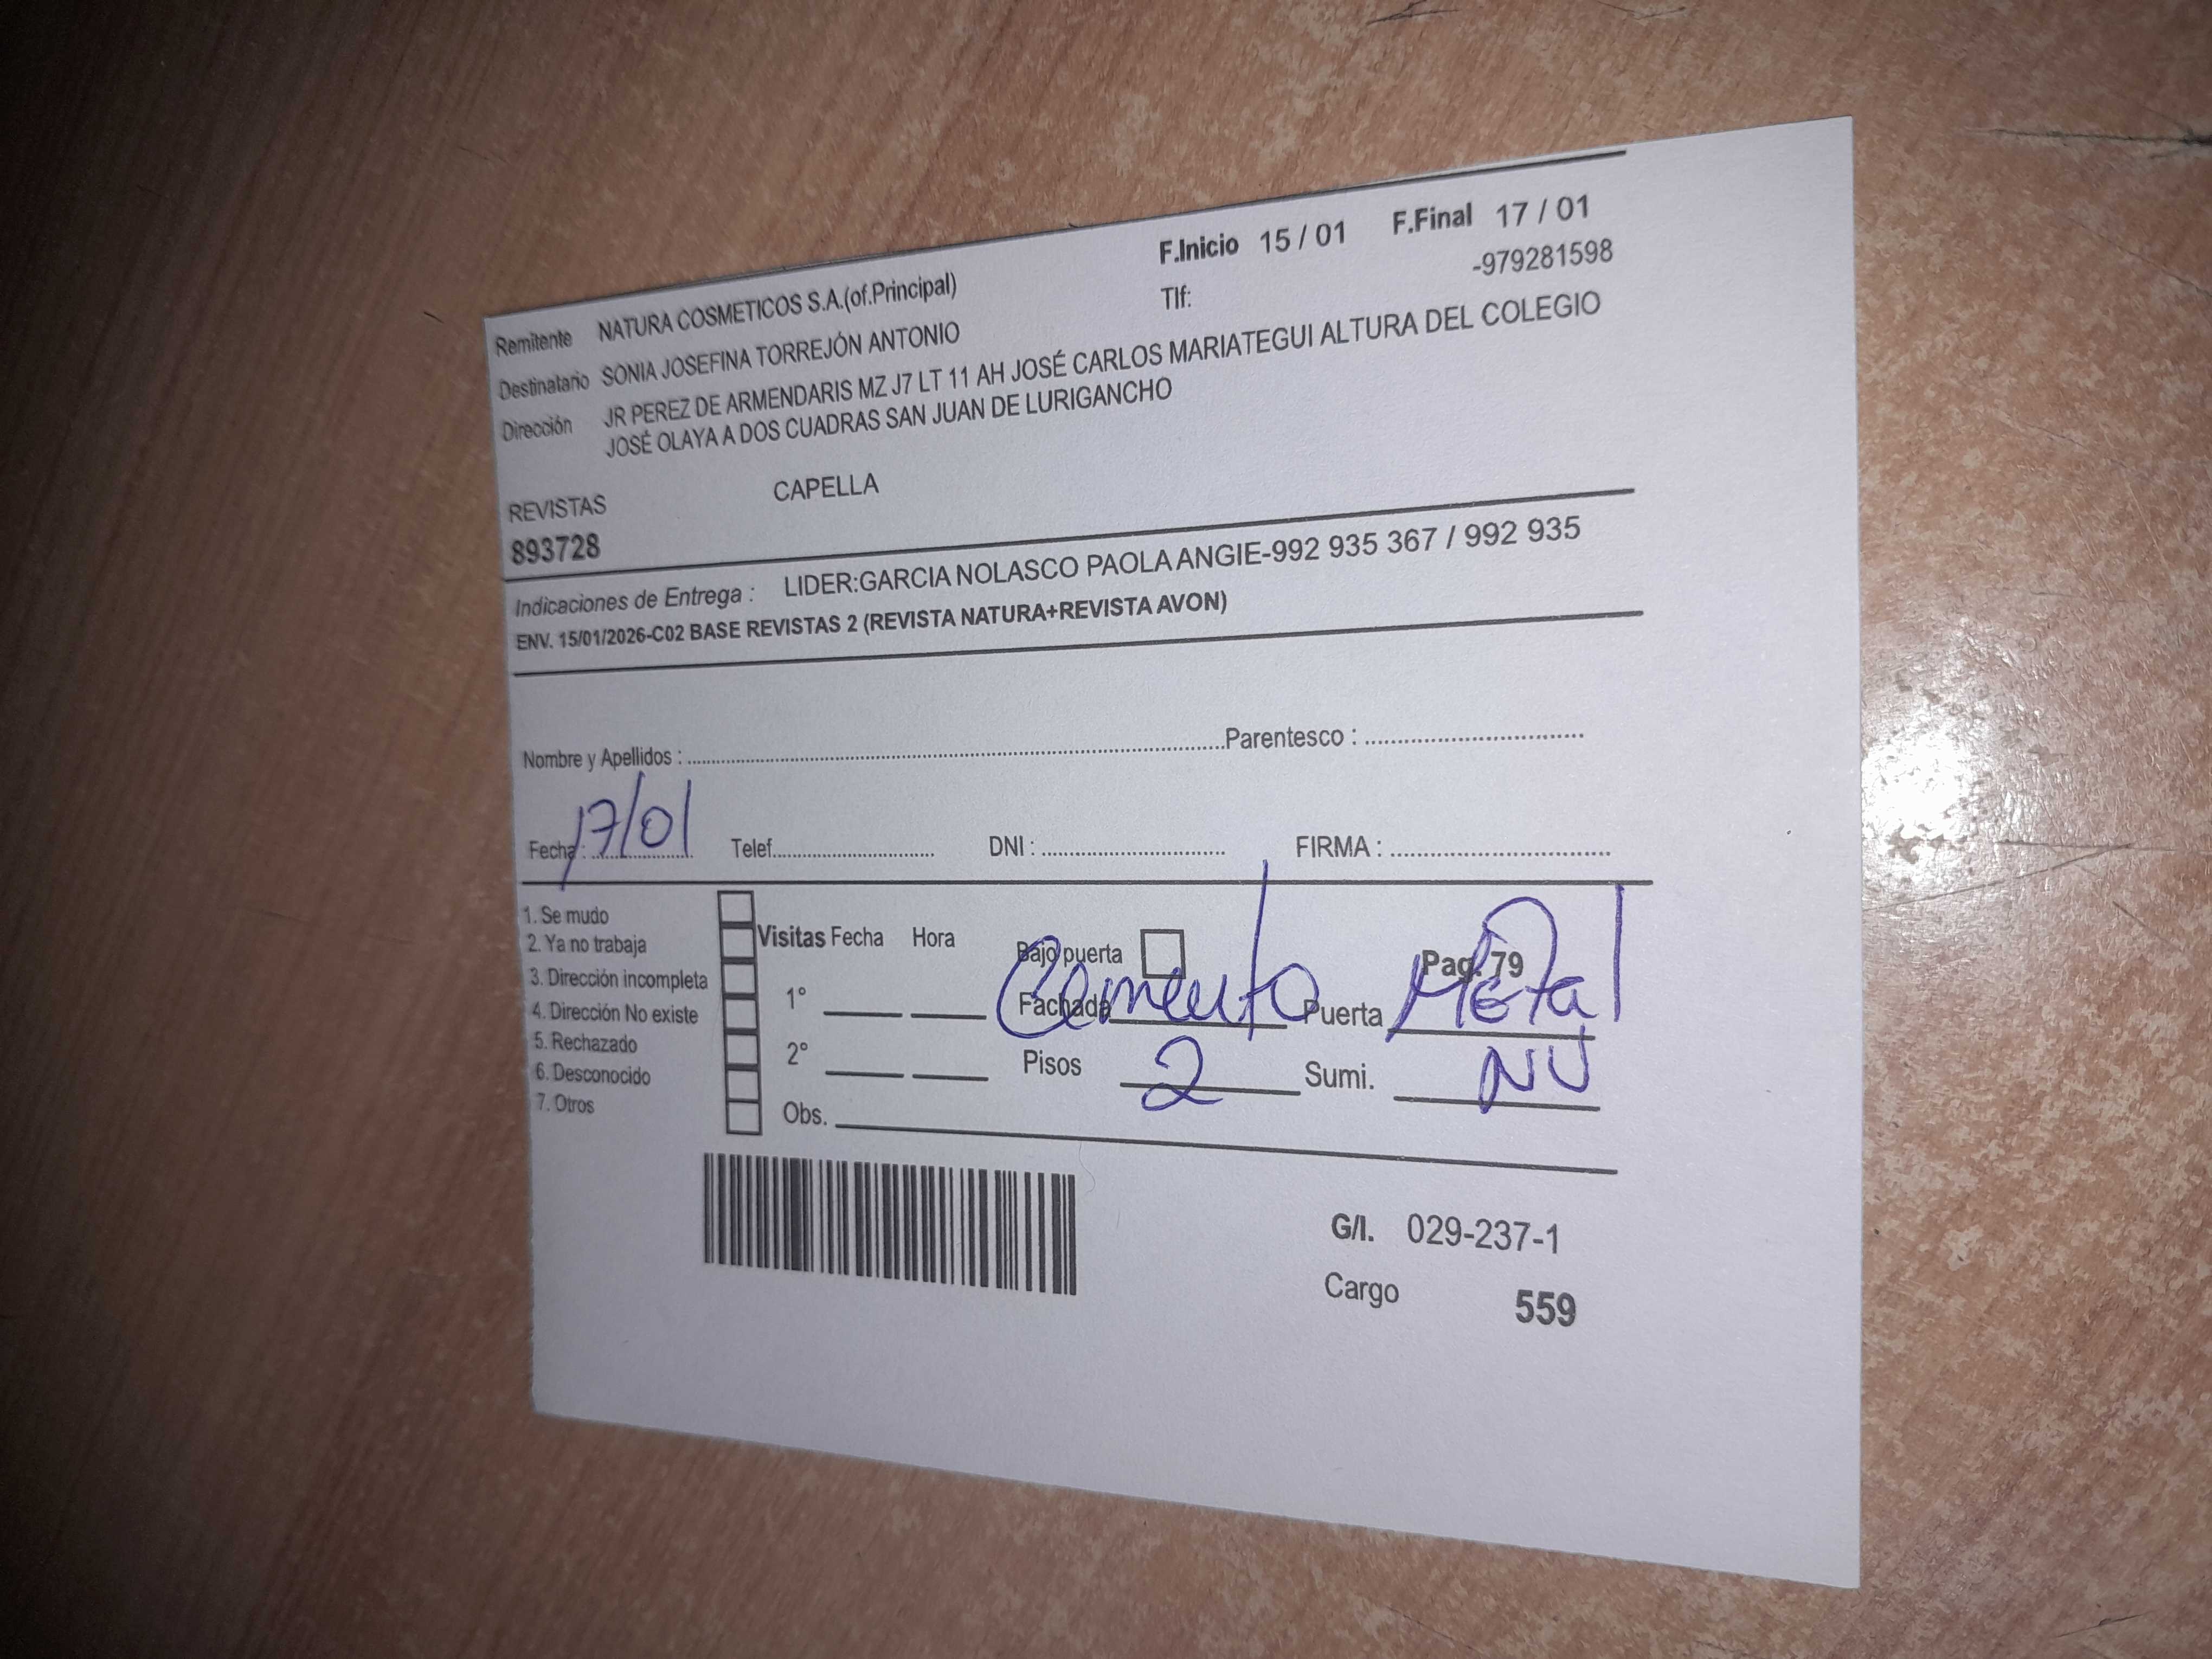 F.Inicio 15 / 01 F.Final 17 / 01
Remitente NATURA COSMETICOS S.A.(of.Principal) Tlf: -979281598
Destinatario SONIA JOSEFINA TORREJÓN ANTONIO
Dirección JR PEREZ DE ARMENDARIS MZ J7 LT 11 AH JOSÉ CARLOS MARIATEGUI ALTURA DEL COLEGIO
JOSÉ OLAYA A DOS CUADRAS SAN JUAN DE LURIGANCHO
REVISTAS CAPELLA
893728
Indicaciones de Entrega : LIDER:GARCIA NOLASCO PAOLA ANGIE-992 935 367 / 992 935
ENV. 15/01/2026-C02 BASE REVISTAS 2 (REVISTA NATURA+REVISTA AVON)
Nombre y Apellidos : Parentesco :
Fecha : 17/01 Telef. DNI : FIRMA :
1. Se mudo
2. Ya no trabaja
3. Dirección incompleta
4. Dirección No existe
5. Rechazado
6. Desconocido
7. Otros
Visitas Fecha Hora
1°
2°
Obs.
Bajo puerta Pag. 79
Fachada Cemento Puerta Metal
Pisos 2 Sumi. NU
G/I. 029-237-1
Cargo 559